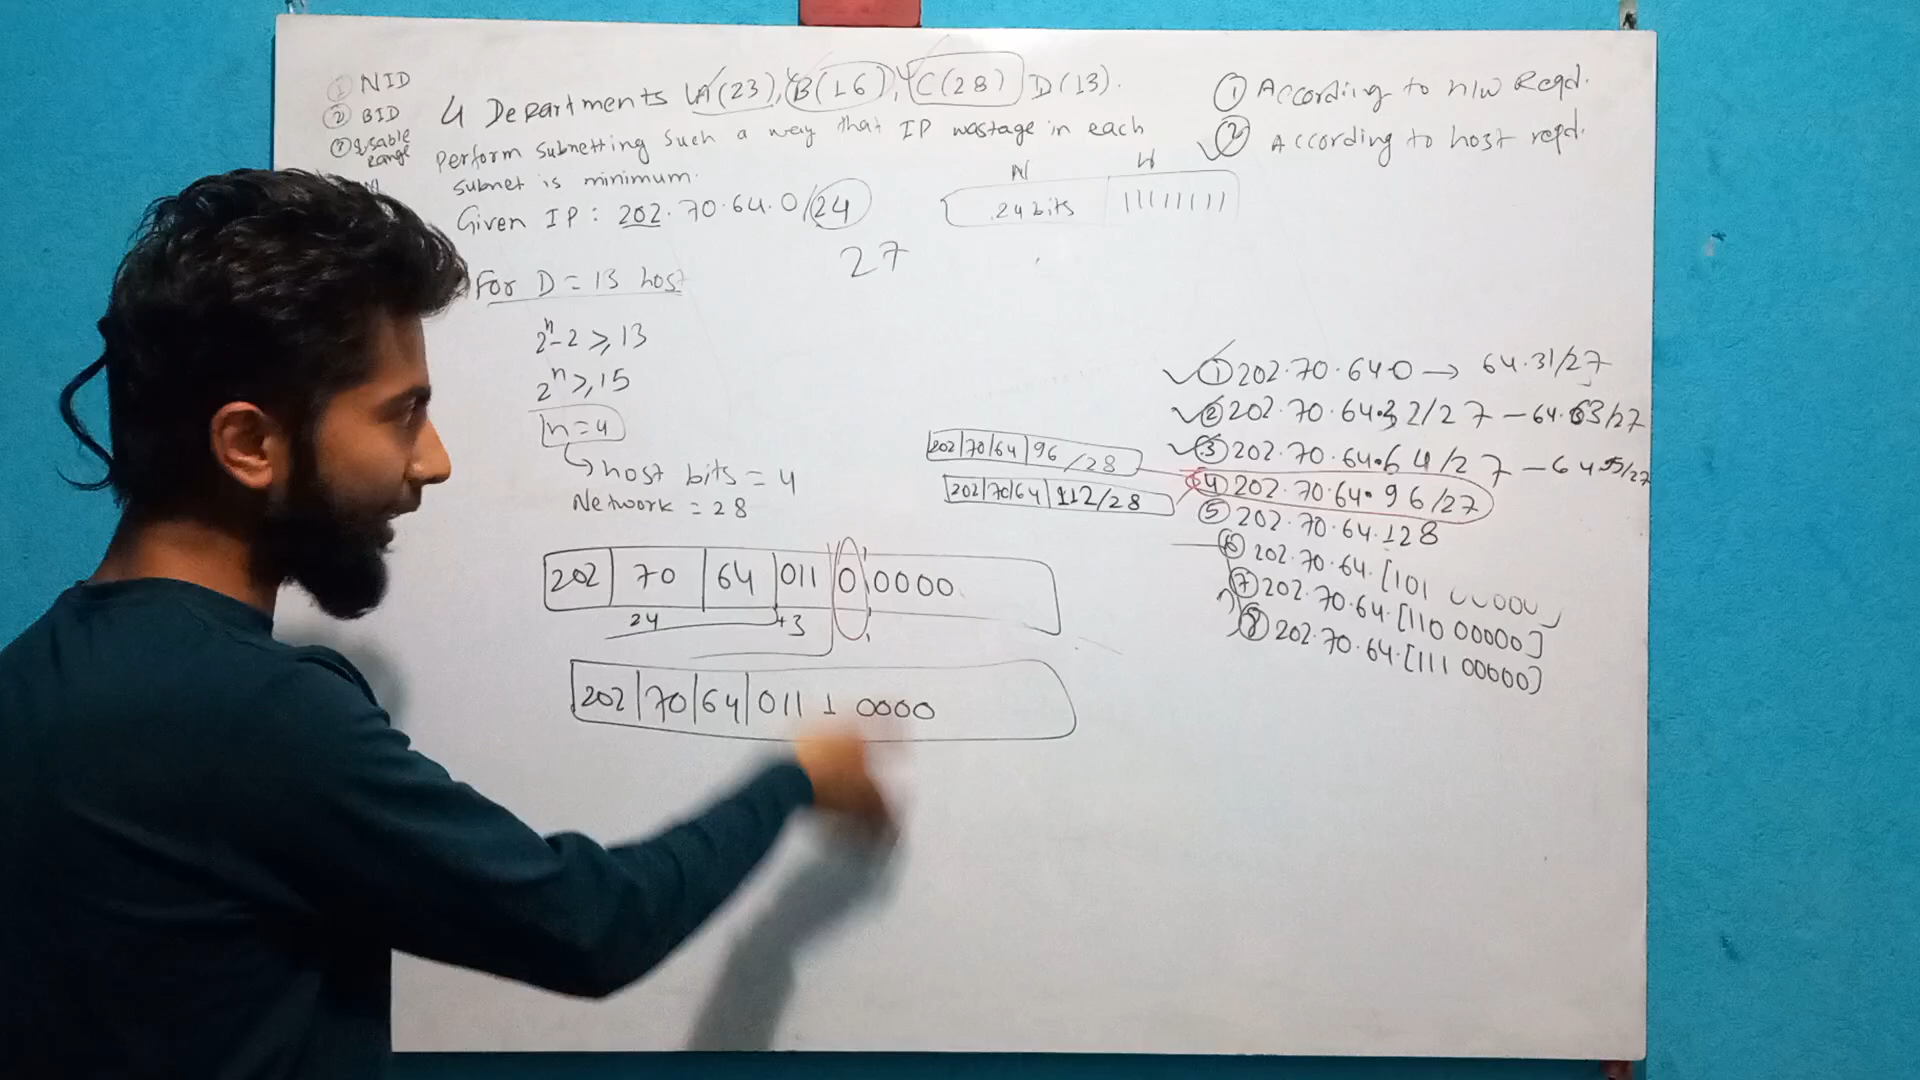 ① NID
② BID
③ Usable Range
4 Departments A(23), B(16), C(28) D(13).
Perform subnetting such a way that IP wastage in each
subnet is minimum.
Given IP : 202.70.64.0/24
27
① According to n/w Reqd.
② According to host reqd.
N H
24 bits 11111111
For D = 13 host
2ⁿ-2 ≥ 13
2ⁿ ≥ 15
n=4
↳ host bits = 4
Network = 28
202 | 70 | 64 | 011 0 0000
24 +3
202 | 70 | 64 | 011 1 0000
202|70|64|96/28
202|70|64|112/28
① 202.70.64.0 → 64.31/27
② 202.70.64.32/27 – 64.63/27
③ 202.70.64.64/27 – 64.95/27
④ 202.70.64.96/27
⑤ 202.70.64.128
⑥ 202.70.64.[101 00000]
⑦ 202.70.64.[110 00000]
⑧ 202.70.64.[111 00000]